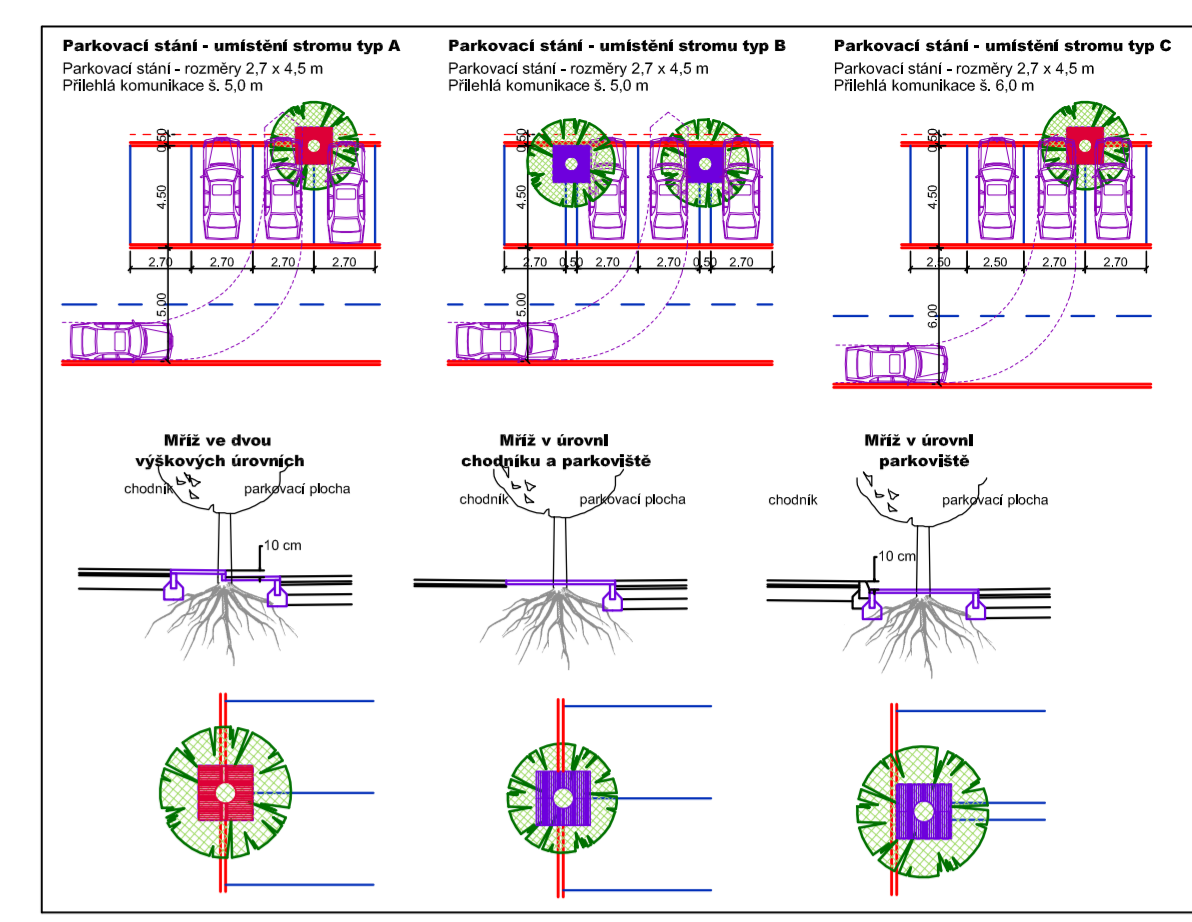 Parkovací stání - umístění stromu typ A
Parkovací stání - rozměry 2,7 x 4,5 m
Přilehlá komunikace š. 5,0 m
0,50
4,50
2,70 2,70 2,70 2,70
5,00
Parkovací stání - umístění stromu typ B
Parkovací stání - rozměry 2,7 x 4,5 m
Přilehlá komunikace š. 5,0 m
0,50
4,50
2,70 0,50 2,70 2,70 0,50 2,70
5,00
Parkovací stání - umístění stromu typ C
Parkovací stání - rozměry 2,7 x 4,5 m
Přilehlá komunikace š. 6,0 m
0,50
4,50
2,50 2,50 2,70 2,70
6,00
Mříž ve dvou
výškových úrovních
chodník parkovací plocha
10 cm
Mříž v úrovni
chodníku a parkoviště
chodník parkovací plocha
Mříž v úrovni
parkoviště
chodník parkovací plocha
10 cm